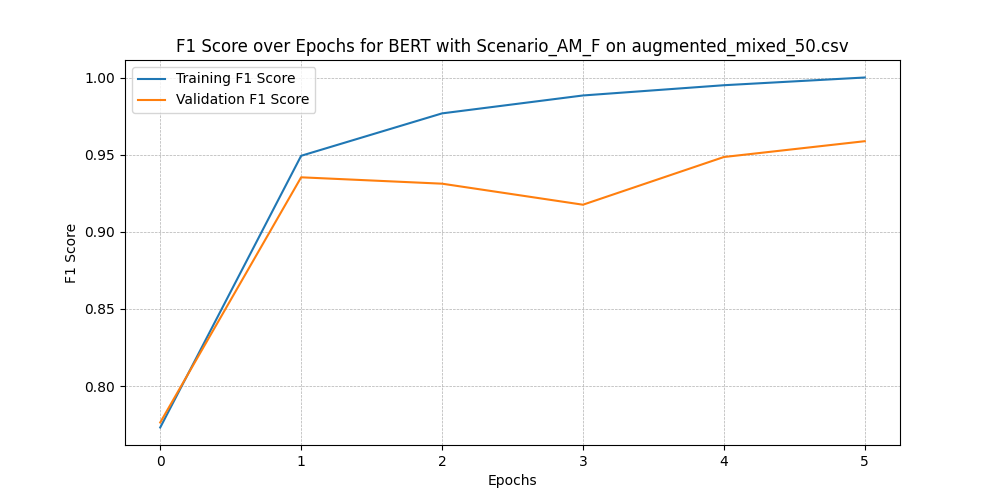 F1 Score over Epochs for BERT with Scenario_AM_F on augmented_mixed_50.csv
Training F1 Score
Validation F1 Score
1.00
0.95
0.90
0.85
0.80
F1 Score
0 1 2 3 4 5
Epochs